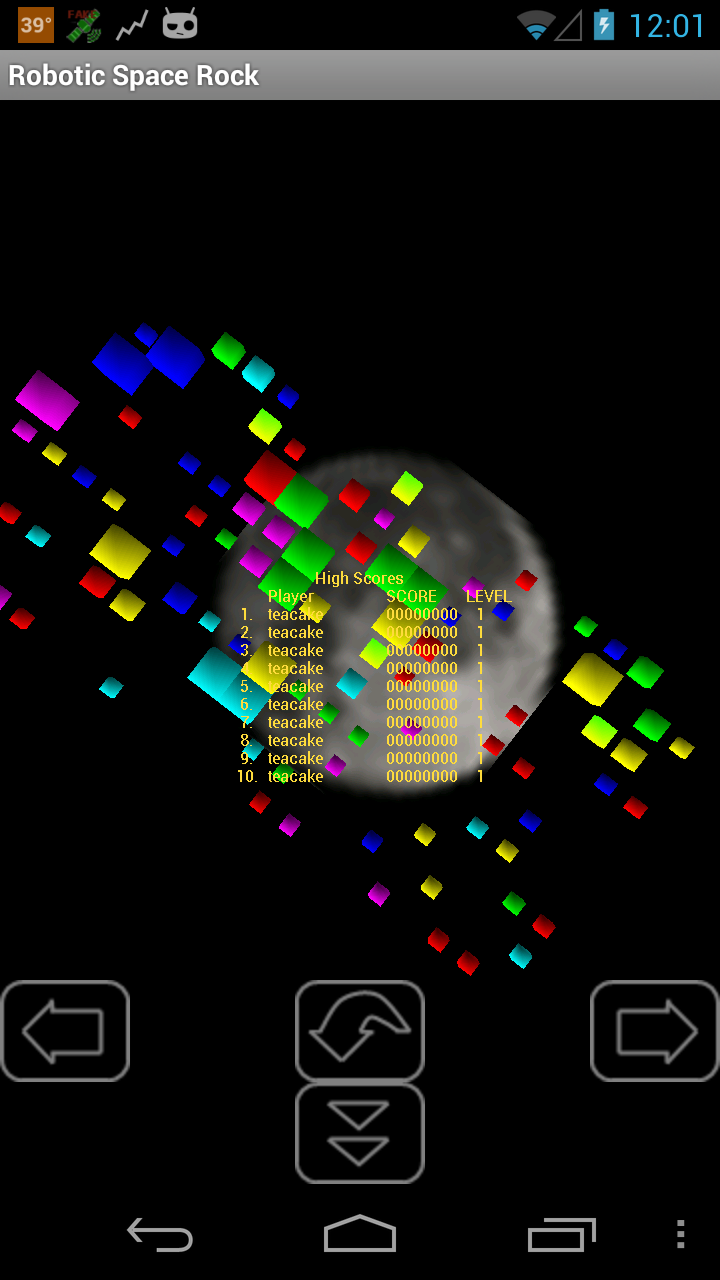 39°
FAKE
12:01
Robotic Space Rock
High Scores
Player SCORE LEVEL
1. teacake 00000000 1
2. teacake 00000000 1
3. teacake 00000000 1
4. teacake 00000000 1
5. teacake 00000000 1
6. teacake 00000000 1
7. teacake 00000000 1
8. teacake 00000000 1
9. teacake 00000000 1
10. teacake 00000000 1